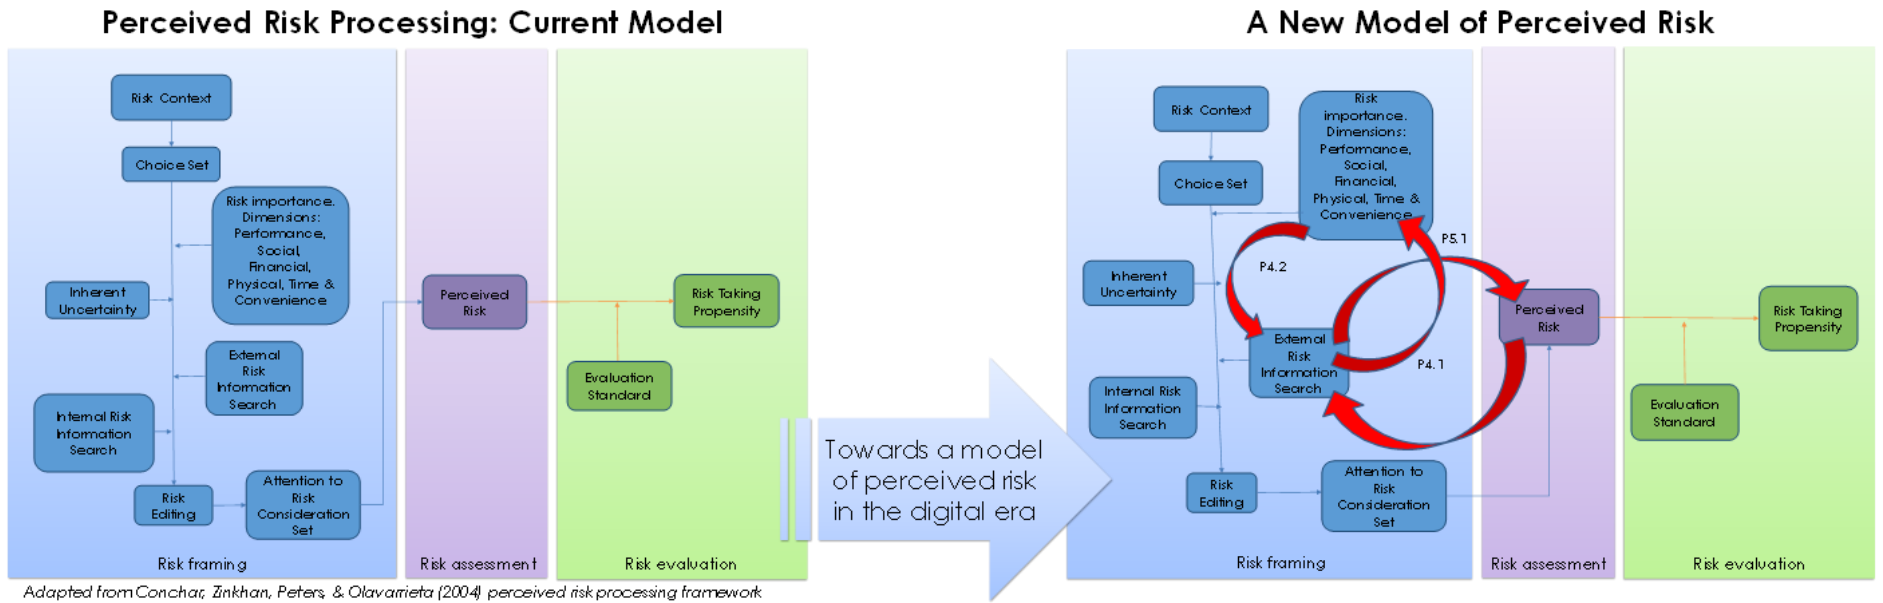 Perceived Risk Processing: Current Model
Risk Context
Choice Set
Risk importance.
Dimensions:
Performance,
Social,
Financial,
Physical, Time &
Convenience
Inherent
Uncertainty
External
Risk
Information
Search
Internal Risk
Information
Search
Risk
Editing
Attention to
Risk
Consideration
Set
Risk framing
Perceived
Risk
Risk assessment
Risk Taking
Propensity
Evaluation
Standard
Risk evaluation
Adapted from Conchar, Zinkhan, Peters, & Olavarrieta (2004) perceived risk processing framework
Towards a model
of perceived risk
in the digital era
A New Model of Perceived Risk
Risk Context
Choice Set
Risk
importance.
Dimensions:
Performance,
Social,
Financial,
Physical, Time &
Convenience
P5.1
P4.2
Inherent
Uncertainty
External
Risk
Information
Search
P4.1
Internal Risk
Information
Search
Risk
Editing
Attention to
Risk
Consideration
Set
Risk framing
Perceived
Risk
Risk assessment
Risk Taking
Propensity
Evaluation
Standard
Risk evaluation